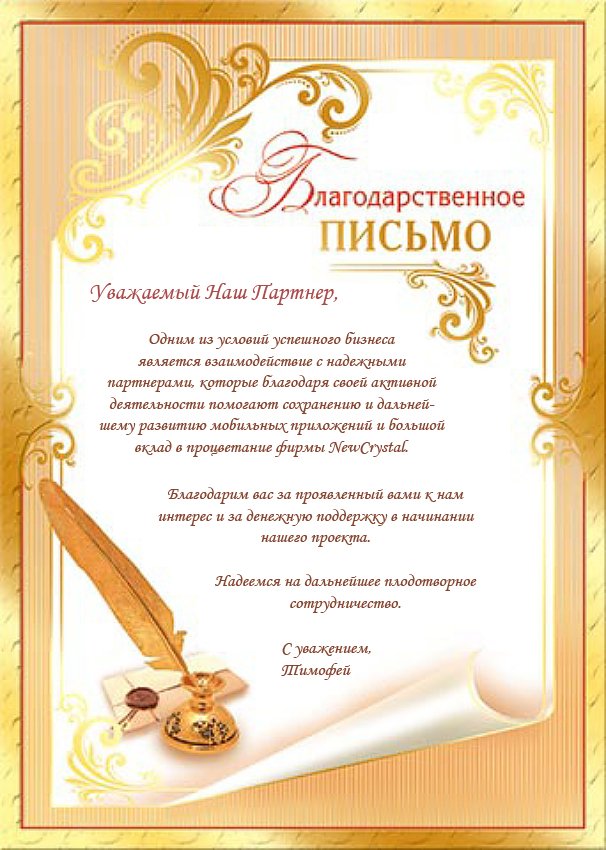 Благодарственное
ПИСЬМО
Уважаемый Наш Партнер,
Одним из условий успешного бизнеса
является взаимодействие с надежными
партнерами, которые благодаря своей активной
деятельности помогают сохранению и дальней-
шему развитию мобильных приложений и большой
вклад в процветание фирмы NewCrystal.
Благодарим вас за проявленный вами к нам
интерес и за денежную поддержку в начинании
нашего проекта.
Надеемся на дальнейшее плодотворное
сотрудничество.
С уважением,
Тимофей